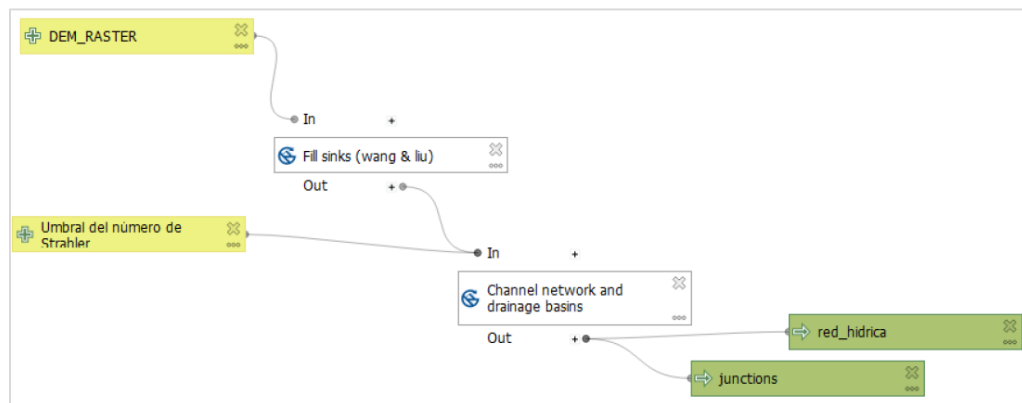 DEM_RASTER
In
Fill sinks (wang & liu)
Out
Umbral del número de
Strahler
In
Channel network and
drainage basins
Out
red_hidrica
junctions